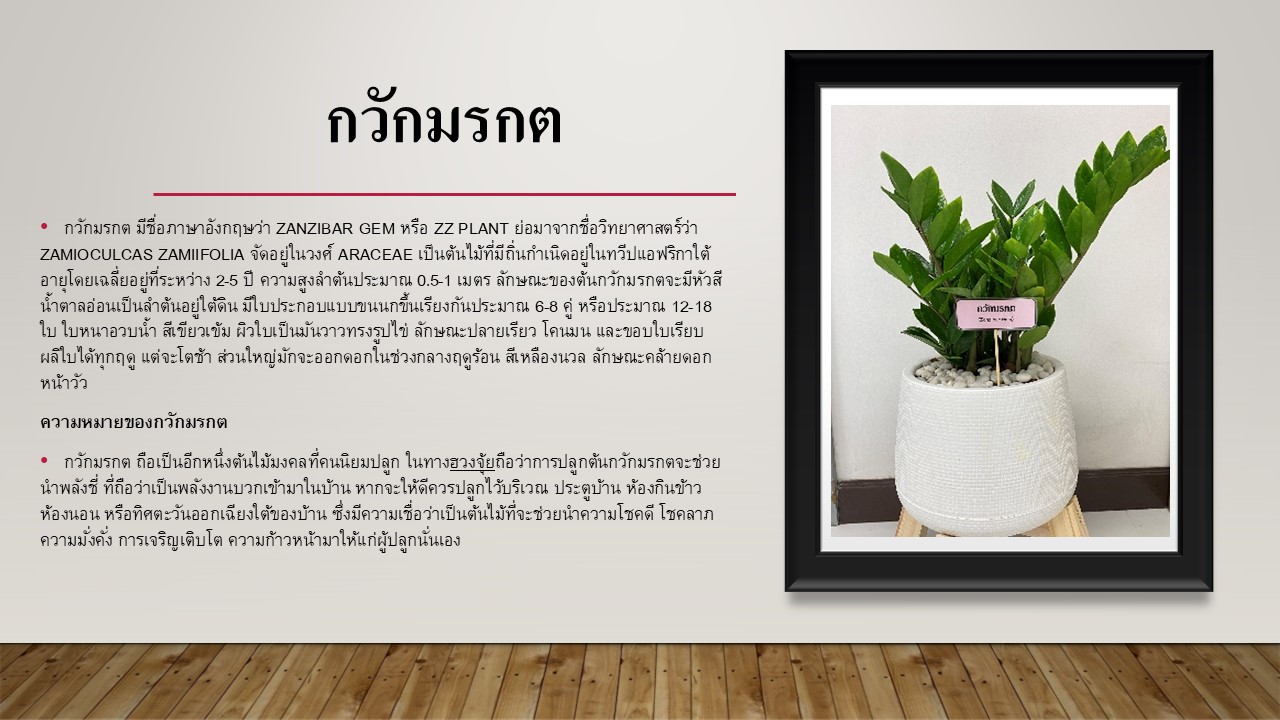 กวักมรกต
• กวักมรกต มีชื่อภาษาอังกฤษว่า ZANZIBAR GEM หรือ ZZ PLANT ย่อมาจากชื่อวิทยาศาสตร์ว่า
ZAMIOCULCAS ZAMIIFOLIA จัดอยู่ในวงศ์ ARACEAE เป็นต้นไม้ที่มีถิ่นกำเนิดอยู่ในทวีปแอฟริกาใต้
อายุโดยเฉลี่ยอยู่ที่ระหว่าง 2-5 ปี ความสูงลำต้นประมาณ 0.5-1 เมตร ลักษณะของต้นกวักมรกตจะมีหัวสี
น้ำตาลอ่อนเป็นลำต้นอยู่ใต้ดิน มีใบประกอบแบบขนนกขึ้นเรียงกันประมาณ 6-8 คู่ หรือประมาณ 12-18
ใบ ใบหนาอวบน้ำ สีเขียวเข้ม ผิวใบเป็นมันวาวทรงรูปไข่ ลักษณะปลายเรียว โคนมน และขอบใบเรียบ
ผลิใบได้ทุกฤดู แต่จะโตช้า ส่วนใหญ่มักจะออกดอกในช่วงกลางฤดูร้อน สีเหลืองนวล ลักษณะคล้ายดอก
หน้าวัว
ความหมายของกวักมรกต
• กวักมรกต ถือเป็นอีกหนึ่งต้นไม้มงคลที่คนนิยมปลูก ในทางฮวงจุ้ยถือว่าการปลูกต้นกวักมรกตจะช่วย
นำพลังชี่ ที่ถือว่าเป็นพลังงานบวกเข้ามาในบ้าน หากจะให้ดีควรปลูกไว้บริเวณ ประตูบ้าน ห้องกินข้าว
ห้องนอน หรือทิศตะวันออกเฉียงใต้ของบ้าน ซึ่งมีความเชื่อว่าเป็นต้นไม้ที่จะช่วยนำความโชคดี โชคลาภ
ความมั่งคั่ง การเจริญเติบโต ความก้าวหน้ามาให้แก่ผู้ปลูกนั่นเอง
กวักมรกต